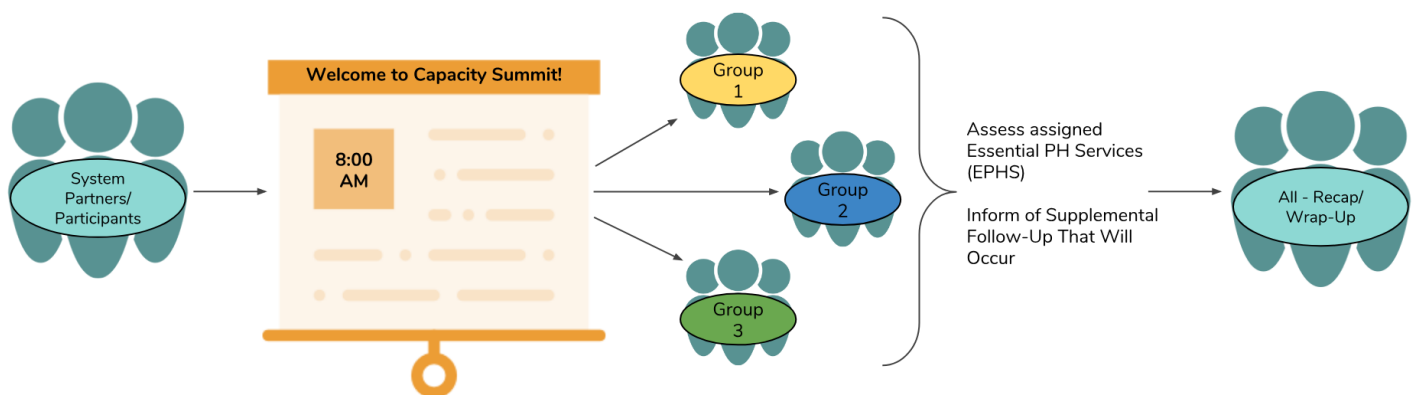 System
Partners/
Participants
Welcome to Capacity Summit!
8:00
AM
Group
1
Group
2
Group
3
Assess assigned
Essential PH Services
(EPHS)
Inform of Supplemental
Follow-Up That Will
Occur
All - Recap/
Wrap-Up